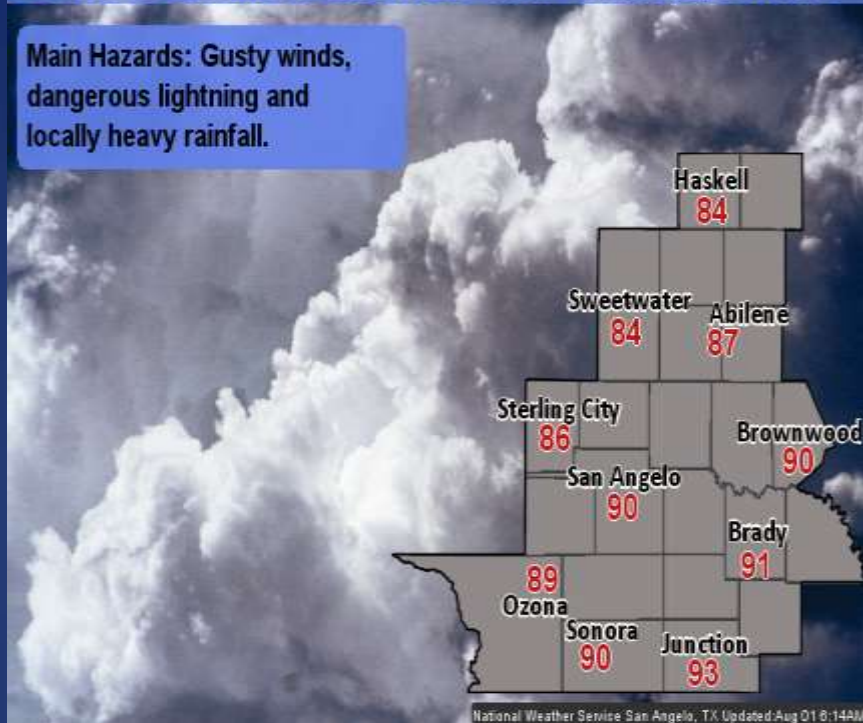 Main Hazards: Gusty winds,
dangerous lightning and
locally heavy rainfall.
Haskell
84
Sweetwater
84
Abilene
87
Sterling City
86
Brownwood
90
San Angelo
90
Brady
91
89
Ozona
Sonora
90
Junction
93
National Weather Service San Angelo, TX Updated:Aug 01 6:14AM